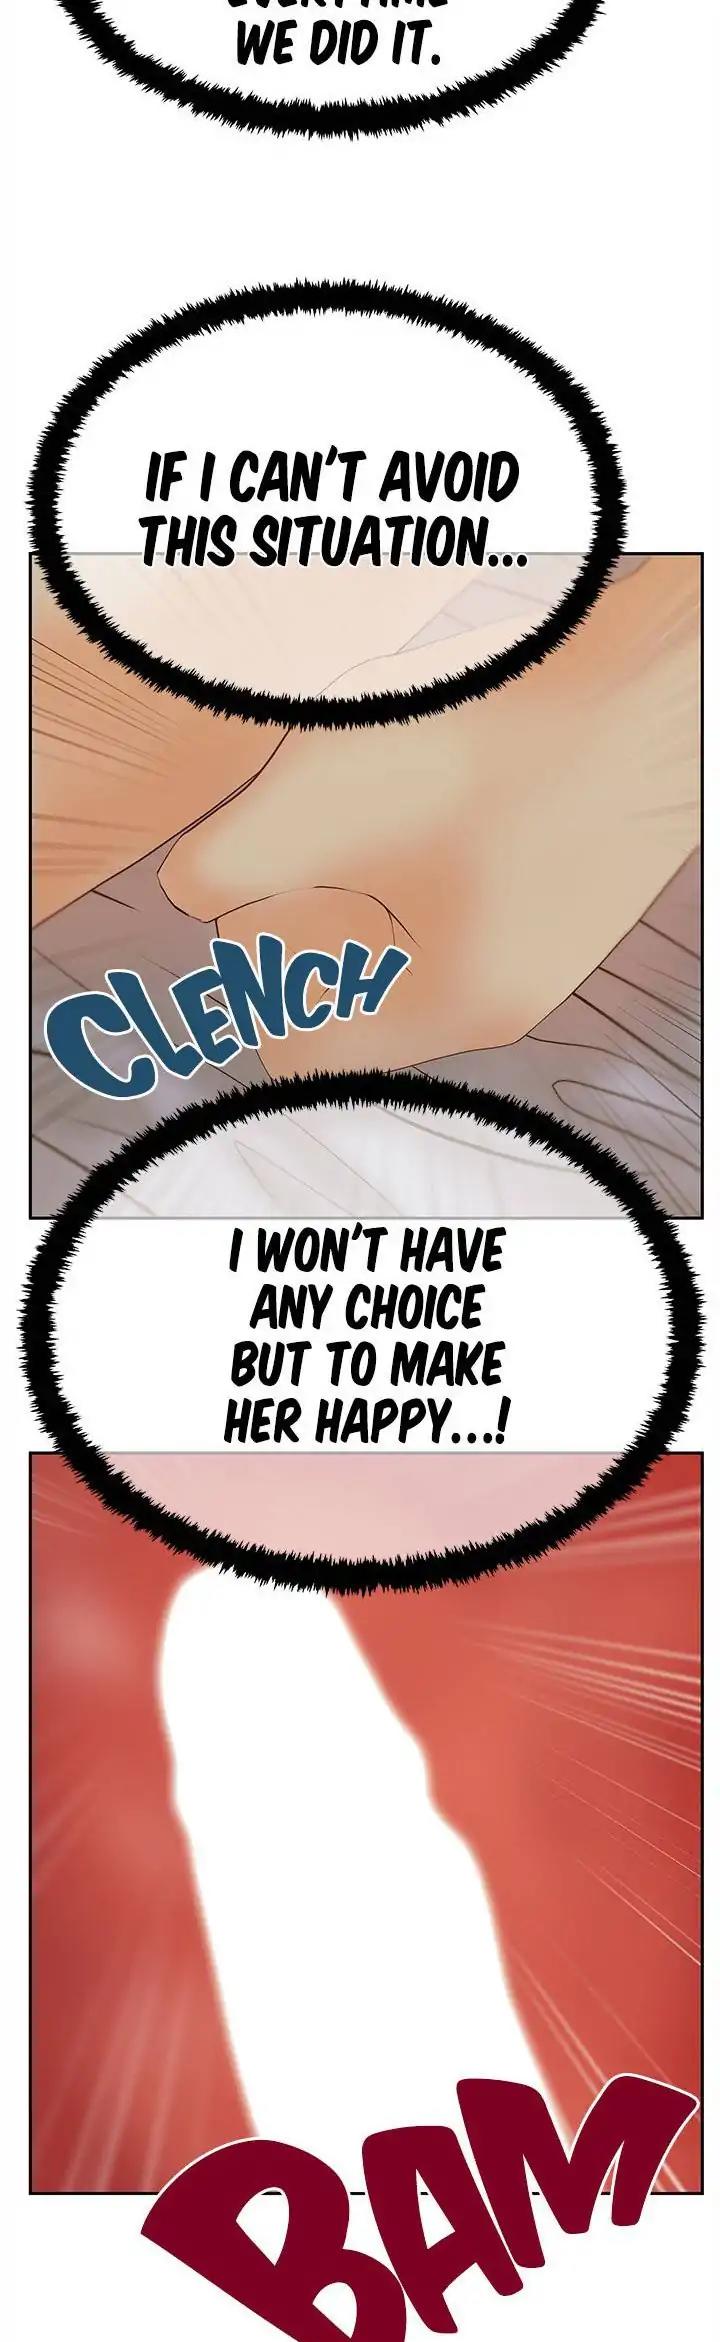 EVERYTIME
WE DID IT.
IF I CAN'T AVOID
THIS SITUATION...
CLENCH
I WON'T HAVE
ANY CHOICE
BUT TO MAKE
HER HAPPY...!
BAM